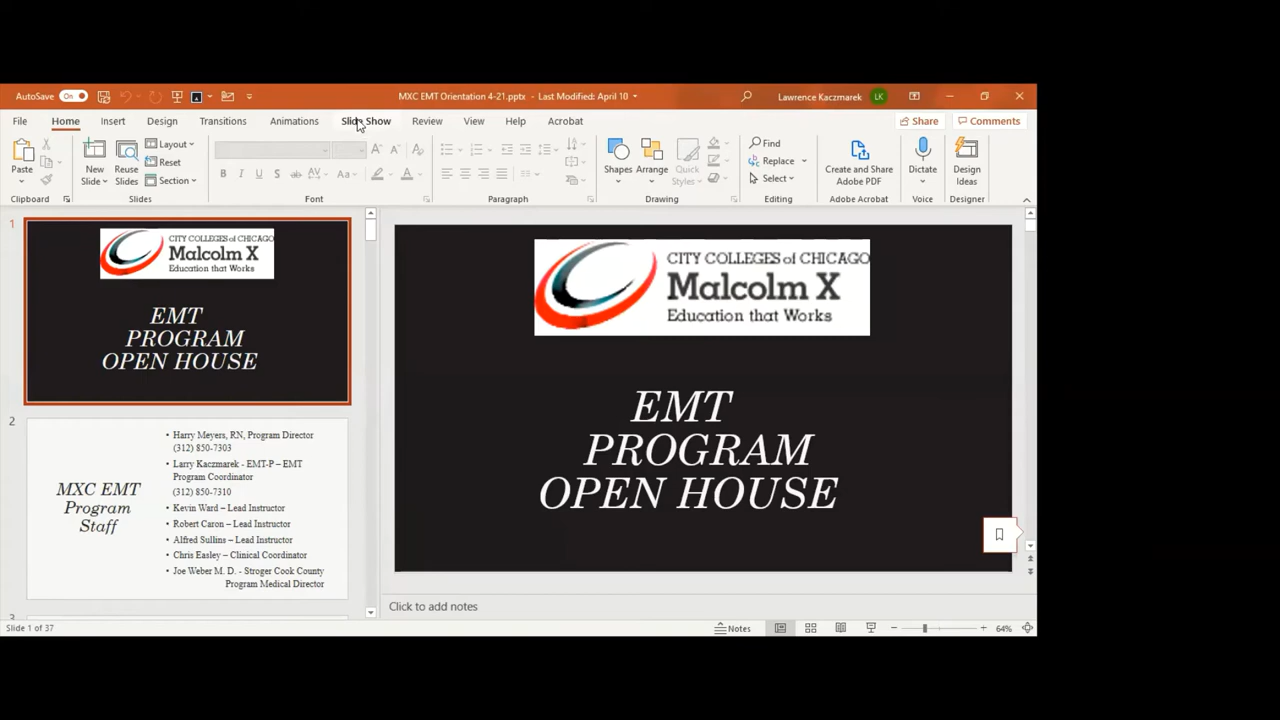 AutoSave On
MXC EMT Orientation 4-21.pptx - Last Modified: April 10
Lawrence Kaczmarek LK
File Home Insert Design Transitions Animations Slide Show Review View Help Acrobat Share Comments
Paste
New
Slide
Reuse
Slides
Layout
Reset
Section
B I U S ab AV Aa A
Shapes
Arrange
Quick
Styles
Find
Replace
Select
Create and Share
Adobe PDF
Dictate
Design
Ideas
Clipboard Slides Font Paragraph Drawing Editing Adobe Acrobat Voice Designer
1
CITY COLLEGES of CHICAGO
Malcolm X
Education that Works
EMT
PROGRAM
OPEN HOUSE
2
MXC EMT
Program
Staff
• Harry Meyers, RN, Program Director
(312) 850-7303
• Larry Kaczmarek - EMT-P – EMT
Program Coordinator
(312) 850-7310
• Kevin Ward – Lead Instructor
• Robert Caron – Lead Instructor
• Alfred Sullins – Lead Instructor
• Chris Easley – Clinical Coordinator
• Joe Weber M. D. - Stroger Cook County
Program Medical Director
3
CITY COLLEGES of CHICAGO
Malcolm X
Education that Works
EMT
PROGRAM
OPEN HOUSE
Click to add notes
Slide 1 of 37
Notes
64%